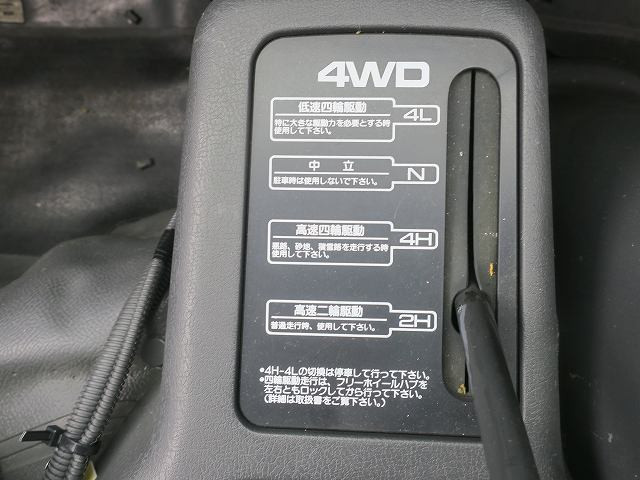 4WD
低速四輪駆動
特に大きな駆動力を必要とする時
使用して下さい。
4L
中立
駐車時は使用しないで下さい。
N
高速四輪駆動
悪路、砂地、積雪路を走行する時
使用して下さい。
4H
高速二輪駆動
普通走行時、使用して下さい。
2H
*4H-4Lの切換は停車して行って下さい。
*四輪駆動走行は、フリーホイールハブを
左右ともロックしてから行って下さい。
(詳細は取扱書をご覧下さい。)